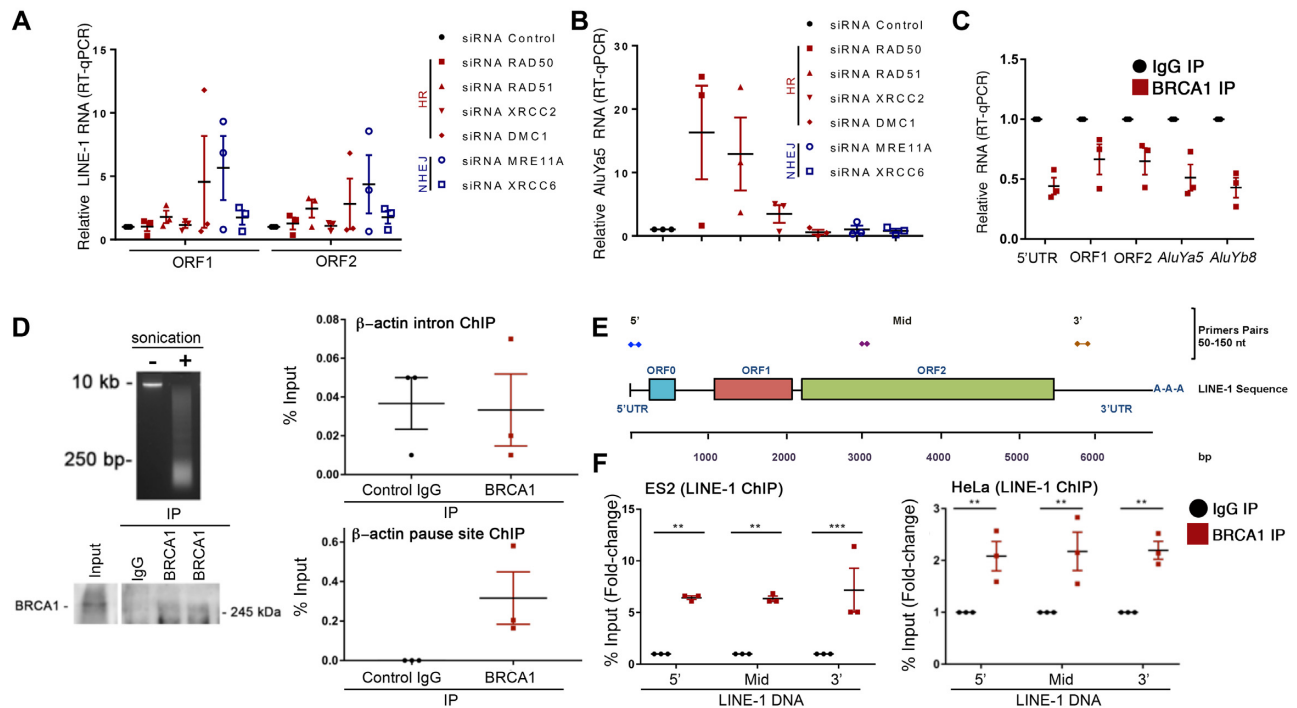 A
Relative LINE-1 RNA (RT-qPCR)
15
10
5
0
ORF1
ORF2
siRNA Control
siRNA RAD50
siRNA RAD51
siRNA XRCC2
siRNA DMC1
siRNA MRE11A
siRNA XRCC6
HR
NHEJ
B
Relative AluYa5 RNA (RT-qPCR)
30
20
10
0
siRNA Control
siRNA RAD50
siRNA RAD51
siRNA XRCC2
siRNA DMC1
siRNA MRE11A
siRNA XRCC6
HR
NHEJ
C
Relative RNA (RT-qPCR)
1.0
0.5
0
IgG IP
BRCA1 IP
5'UTR
ORF1
ORF2
AluYa5
AluYb8
D
sonication
- +
10 kb -
250 bp-
IP
Input
IgG
BRCA1
BRCA1
BRCA1 -
- 245 kDa
β-actin intron ChIP
% Input
0.08
0.06
0.04
0.02
0.00
Control IgG
BRCA1
IP
β-actin pause site ChIP
% Input
0.6
0.4
0.2
0.0
Control IgG
BRCA1
IP
E
5'
Mid
3'
Primers Pairs
50-150 nt
ORF0
ORF1
ORF2
A-A-A
LINE-1 Sequence
5'UTR
3'UTR
1000
2000
3000
4000
5000
6000
bp
F
ES2 (LINE-1 ChIP)
% Input (Fold-change)
15
10
5
0
**
**
***
5'
Mid
3'
LINE-1 DNA
HeLa (LINE-1 ChIP)
% Input (Fold-change)
3
2
1
0
**
**
**
5'
Mid
3'
LINE-1 DNA
IgG IP
BRCA1 IP